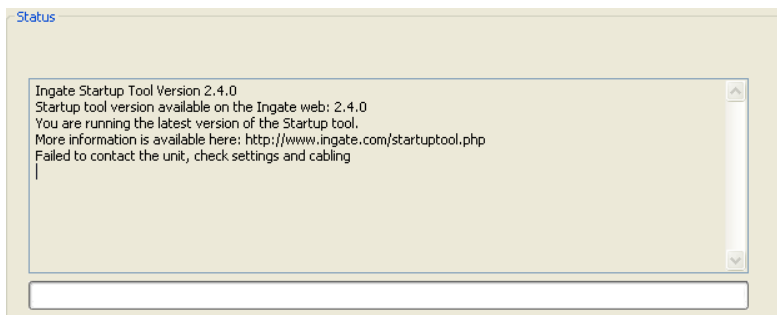 Status
Ingate Startup Tool Version 2.4.0
Startup tool version available on the Ingate web: 2.4.0
You are running the latest version of the Startup tool.
More information is available here: http://www.ingate.com/startuptool.php
Failed to contact the unit, check settings and cabling